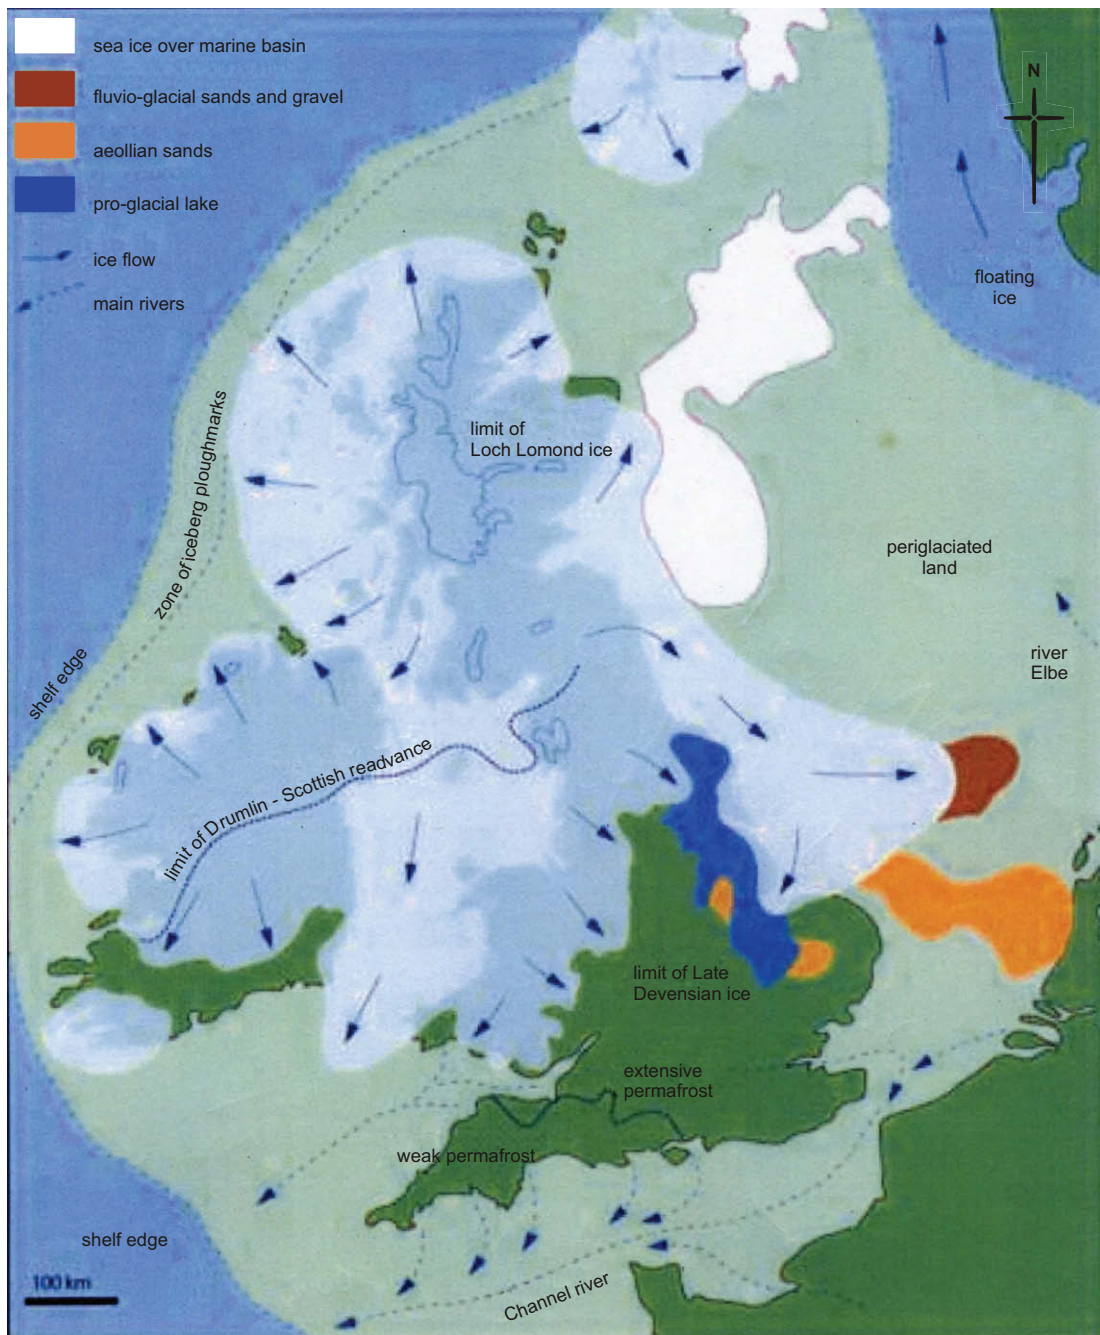 sea ice over marine basin
fluvio-glacial sands and gravel
aeollian sands
pro-glacial lake
ice flow
main rivers
N
floating
ice
limit of
Loch Lomond ice
zone of iceberg ploughmarks
periglaciated
land
river
Elbe
shelf edge
limit of Drumlin - Scottish readvance
limit of Late
Devensian ice
extensive
permafrost
weak permafrost
shelf edge
100 km
Channel river